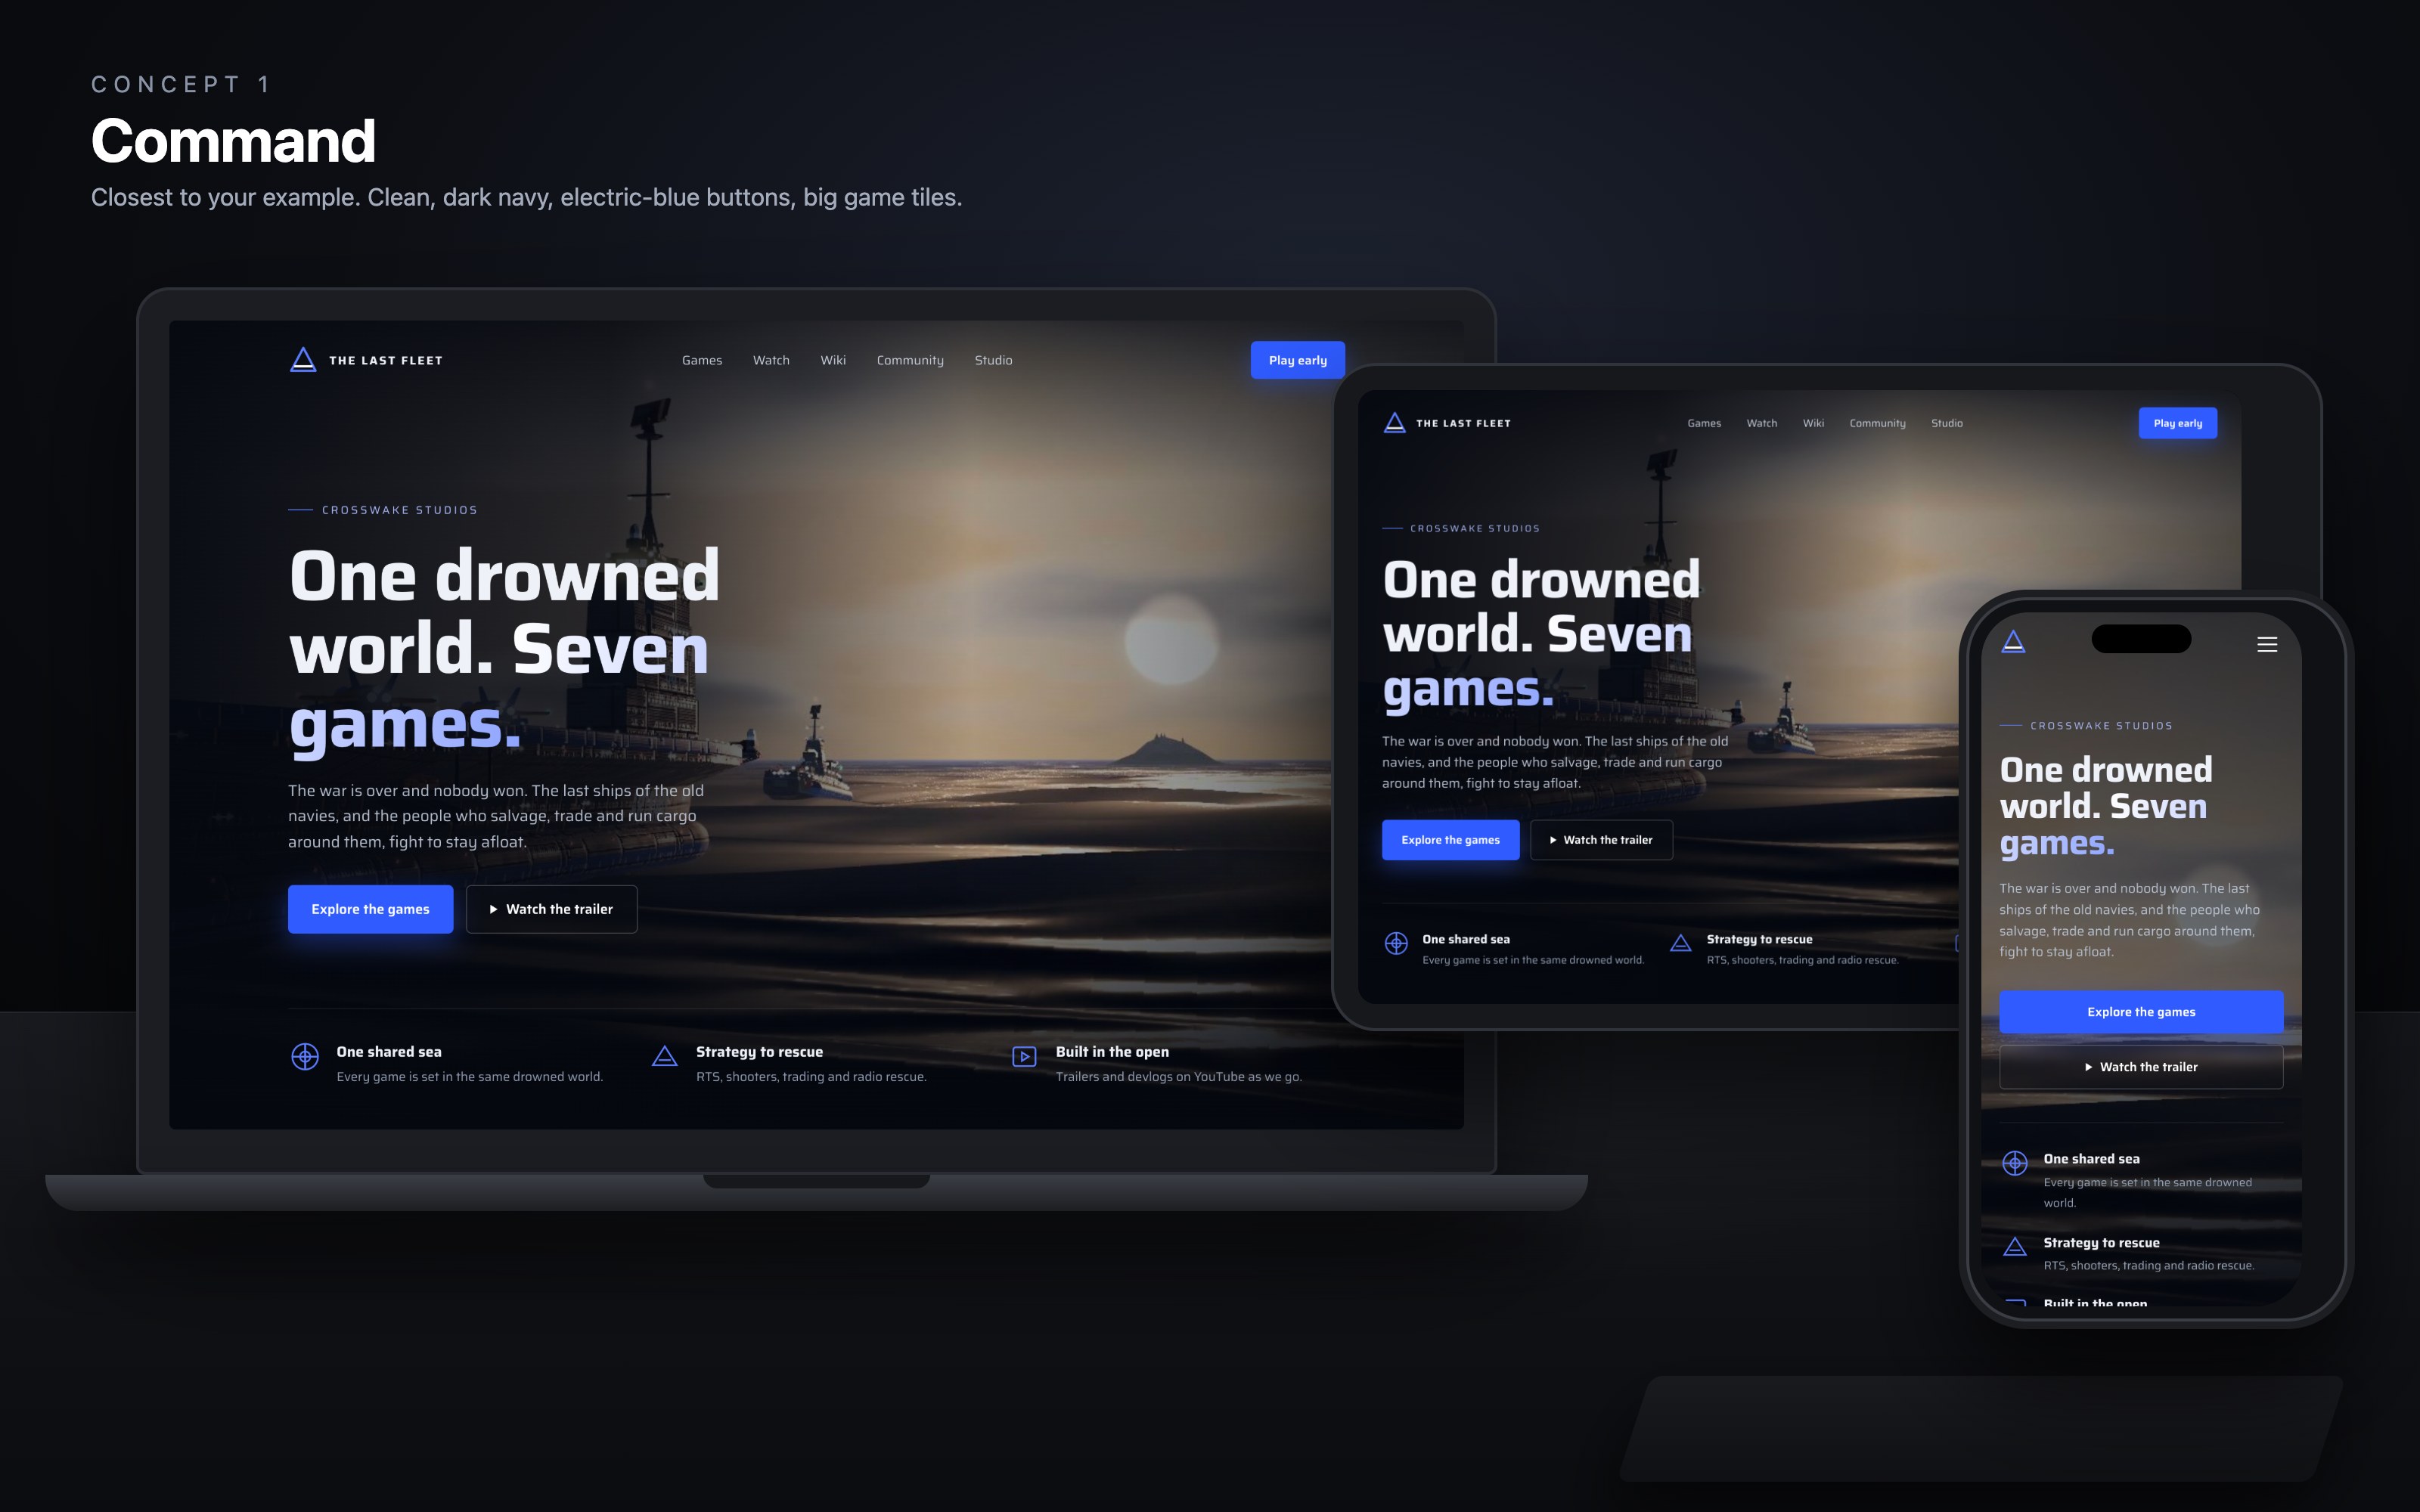 CONCEPT 1
Command
Closest to your example. Clean, dark navy, electric-blue buttons, big game tiles.
THE LAST FLEET
Games Watch Wiki Community Studio
Play early
CROSSWAKE STUDIOS
One drowned
world. Seven
games.
The war is over and nobody won. The last ships of the old
navies, and the people who salvage, trade and run cargo
around them, fight to stay afloat.
Explore the games
Watch the trailer
One shared sea
Every game is set in the same drowned world.
Strategy to rescue
RTS, shooters, trading and radio rescue.
Built in the open
Trailers and devlogs on YouTube as we go.
THE LAST FLEET
Games Watch Wiki Community Studio
Play early
CROSSWAKE STUDIOS
One drowned
world. Seven
games.
The war is over and nobody won. The last ships of the old
navies, and the people who salvage, trade and run cargo
around them, fight to stay afloat.
Explore the games
Watch the trailer
One shared sea
Every game is set in the same drowned world.
Strategy to rescue
RTS, shooters, trading and radio rescue.
CROSSWAKE STUDIOS
One drowned
world. Seven
games.
The war is over and nobody won. The last
ships of the old navies, and the people who
salvage, trade and run cargo around them,
fight to stay afloat.
Explore the games
Watch the trailer
One shared sea
Every game is set in the same drowned
world.
Strategy to rescue
RTS, shooters, trading and radio rescue.
Built in the open